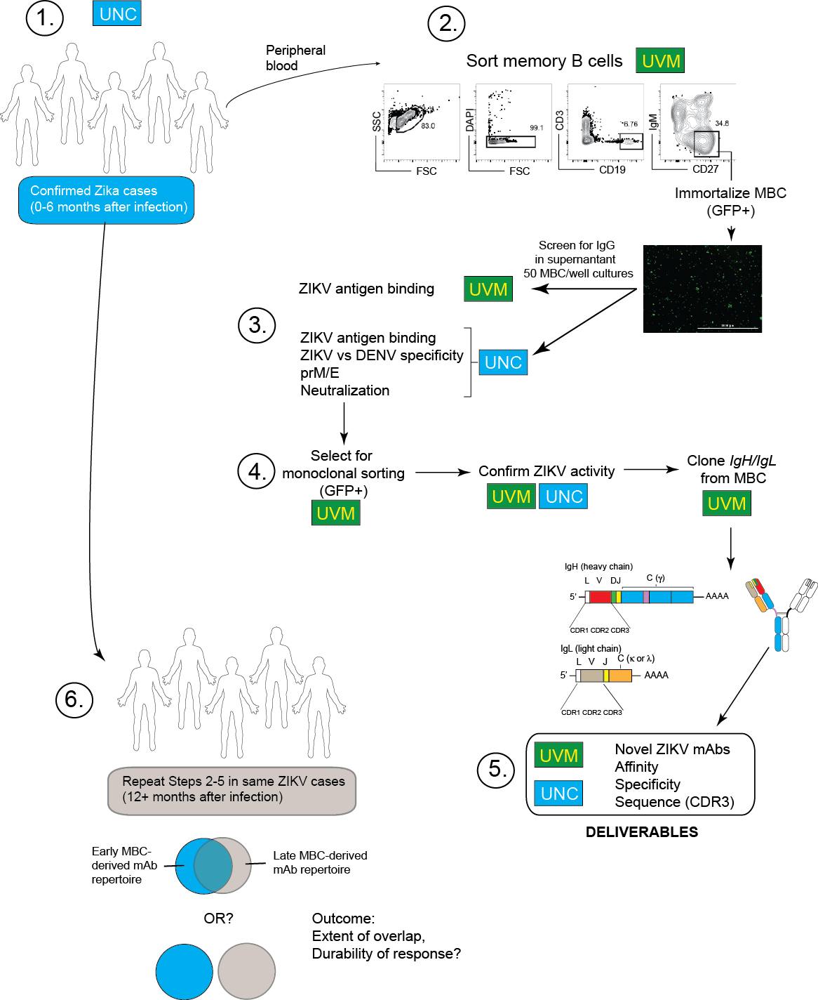 1.
UNC
Peripheral
blood
Confirmed Zika cases
(0-6 months after infection)
2.
Sort memory B cells
UVM
SSC
83.0
FSC
DAPI
99.1
FSC
CD3
6.76
CD19
IgM
34.8
CD27
Immortalize MBC
(GFP+)
Screen for IgG
in supernantant
50 MBC/well cultures
3.
ZIKV antigen binding
UVM
ZIKV antigen binding
ZIKV vs DENV specificity
prM/E
Neutralization
UNC
4.
Select for
monoclonal sorting
(GFP+)
UVM
Confirm ZIKV activity
UVM
UNC
Clone IgH/IgL
from MBC
UVM
IgH (heavy chain)
L V DJ C (γ)
5’ AAAA
CDR1 CDR2 CDR3
IgL (light chain)
L V J C (κ or λ)
5’ AAAA
CDR1 CDR2 CDR3
5.
UVM
UNC
Novel ZIKV mAbs
Affinity
Specificity
Sequence (CDR3)
DELIVERABLES
6.
Repeat Steps 2-5 in same ZIKV cases
(12+ months after infection)
Early MBC-
derived mAb
repertoire
Late MBC-derived
mAb repertoire
OR?
Outcome:
Extent of overlap,
Durability of response?